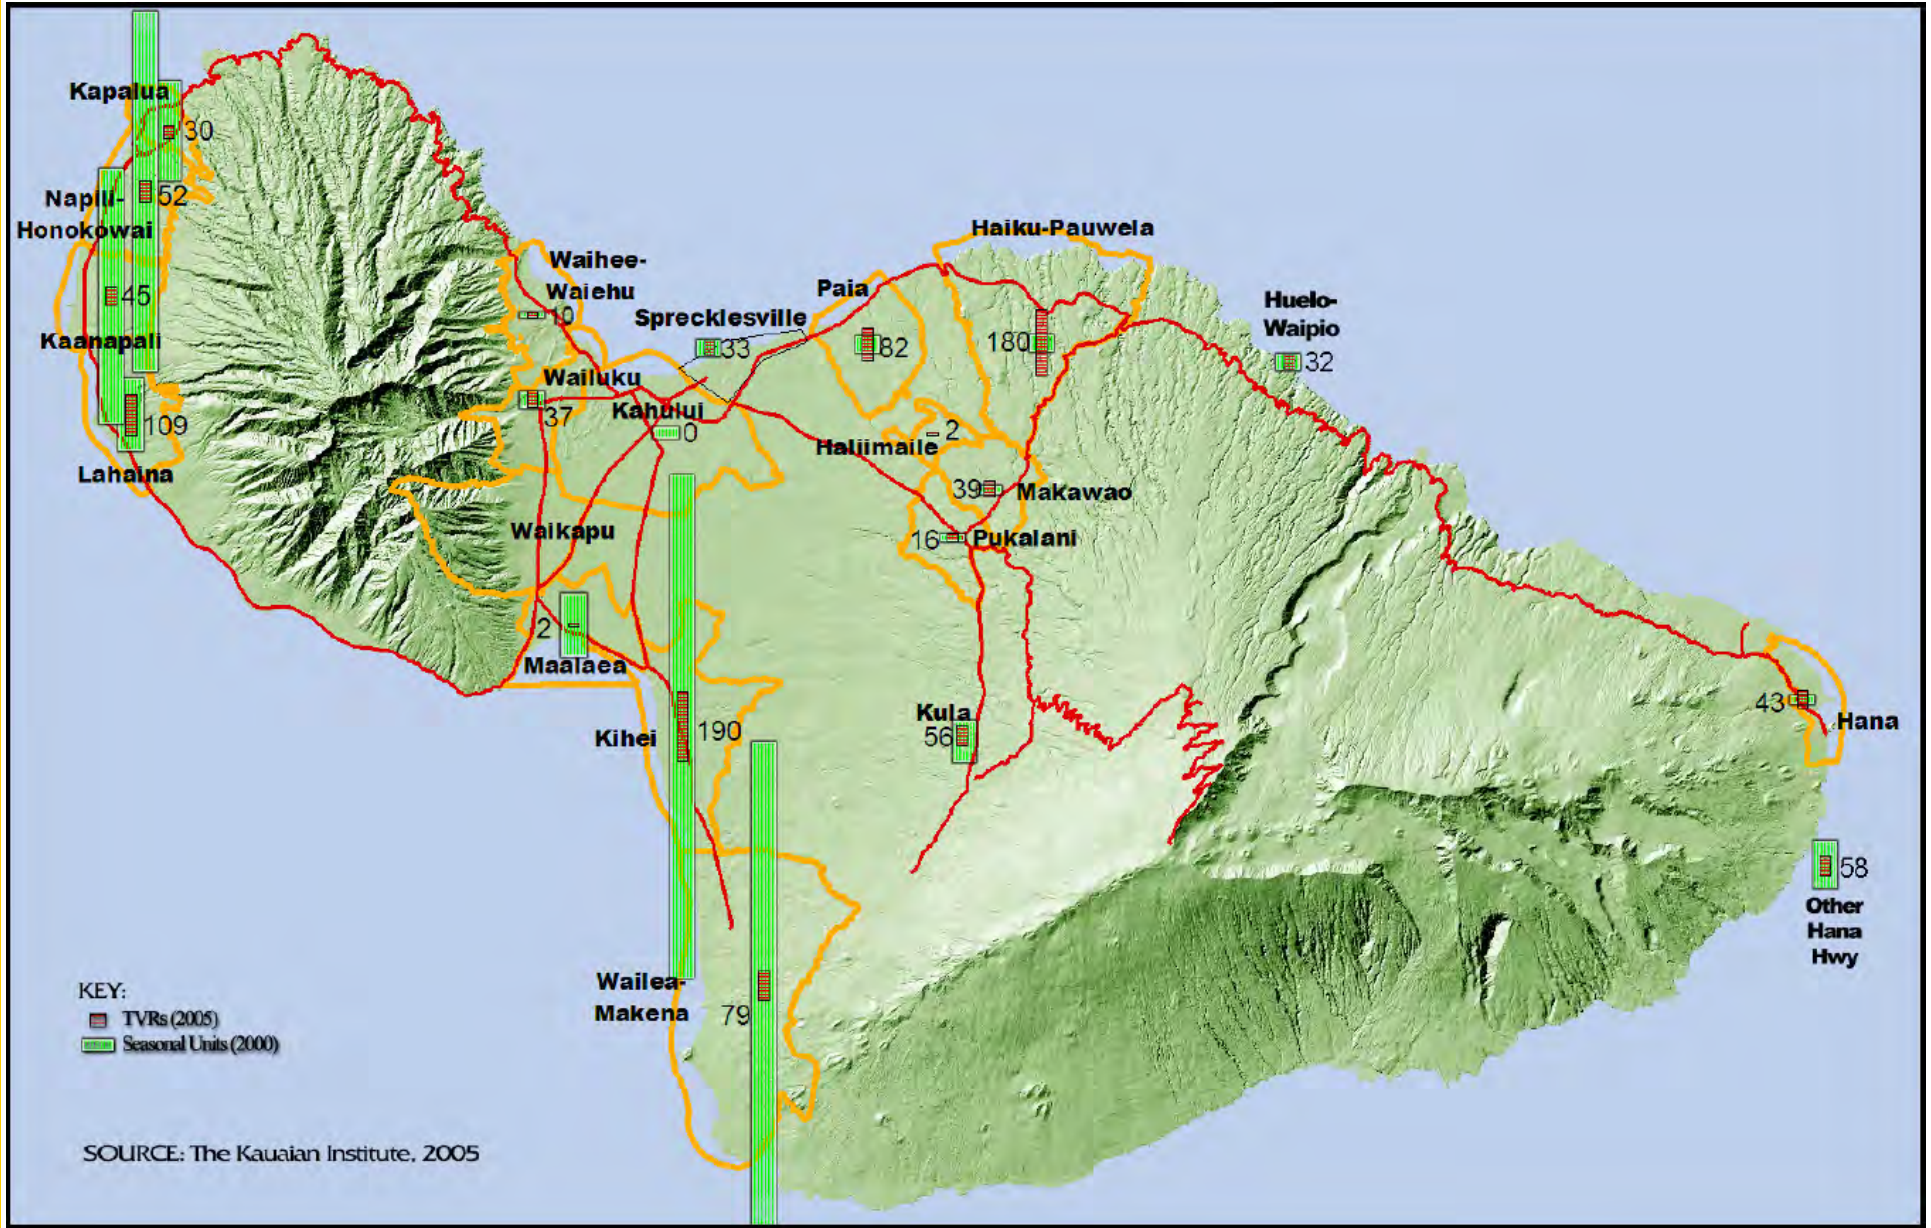 Kapalua
30
Napili-
52
Honokowai
45
Kaanapali
109
Lahaina
Waihee-
Waiehu
10
Sprecklesville
33
Paia
82
Haiku-Pauwela
180
Huelo-
Waipio
32
Wailuku
37
Kahului
0
Haliimaile
2
39
Makawao
16
Pukalani
Waikapu
2
Maalaea
Kihei
190
Kula
56
43
Hana
58
Other
Hana
Hwy
Wailea-
Makena
79
KEY:
TVRs (2005)
Seasonal Units (2000)
SOURCE: The Kauaian Institute, 2005